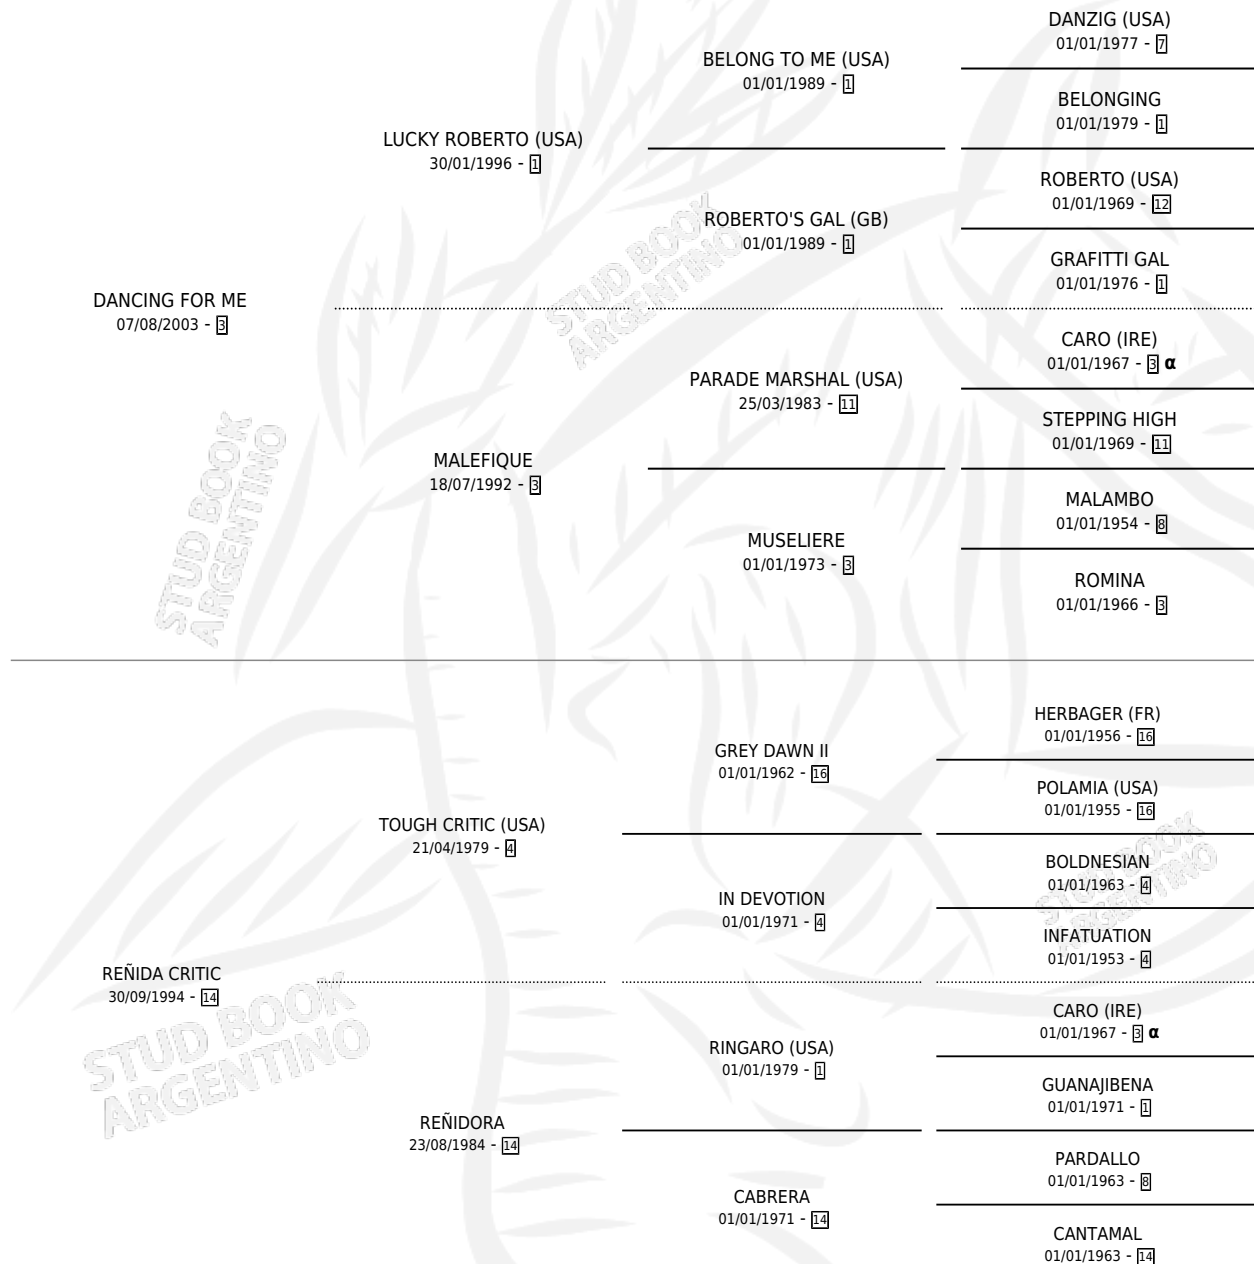 DANZIG (USA)
01/01/1977 - 7
BELONG TO ME (USA)
01/01/1989 - 1
BELONGING
01/01/1979 - 1
LUCKY ROBERTO (USA)
30/01/1996 - 1
ROBERTO (USA)
01/01/1969 - 12
ROBERTO'S GAL (GB)
01/01/1989 - 1
GRAFITTI GAL
01/01/1976 - 1
DANCING FOR ME
07/08/2003 - 3
CARO (IRE)
01/01/1967 - 3 α
PARADE MARSHAL (USA)
25/03/1983 - 11
STEPPING HIGH
01/01/1969 - 11
MALEFIQUE
18/07/1992 - 3
MALAMBO
01/01/1954 - 8
MUSELIERE
01/01/1973 - 3
ROMINA
01/01/1966 - 3
HERBAGER (FR)
01/01/1956 - 16
GREY DAWN II
01/01/1962 - 16
POLAMIA (USA)
01/01/1955 - 16
TOUGH CRITIC (USA)
21/04/1979 - 4
BOLDNESIAN
01/01/1963 - 4
IN DEVOTION
01/01/1971 - 4
INFATUATION
01/01/1953 - 4
REÑIDA CRITIC
30/09/1994 - 14
CARO (IRE)
01/01/1967 - 3 α
RINGARO (USA)
01/01/1979 - 1
GUANAJIBENA
01/01/1971 - 1
REÑIDORA
23/08/1984 - 14
PARDALLO
01/01/1963 - 8
CABRERA
01/01/1971 - 14
CANTAMAL
01/01/1963 - 14
STUD BOOK
ARGENTINO
STUD BOOK
ARGENTINO
STUD BOOK
ARGENTINO
STUD BOOK
ARGENTINO